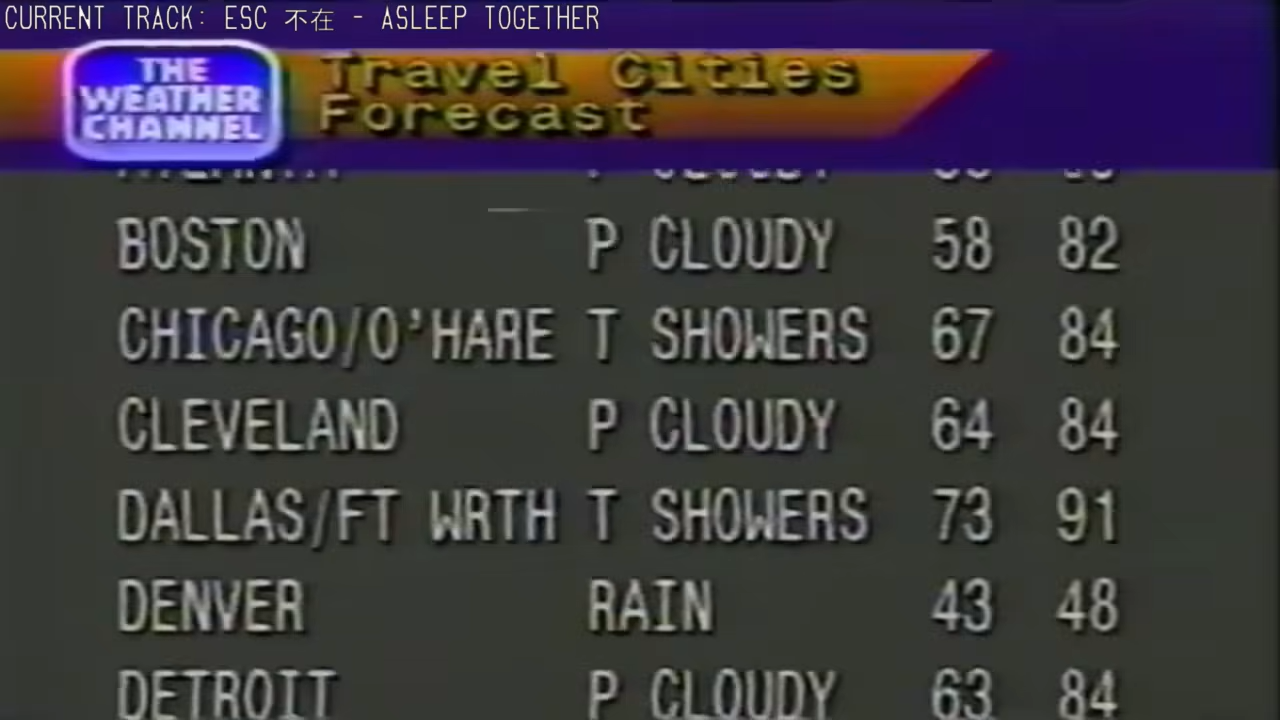 CURRENT TRACK: ESC 不在 - ASLEEP TOGETHER
THE
WEATHER
CHANNEL
Travel Cities
Forecast
BOSTON P CLOUDY 58 82
CHICAGO/O'HARE T SHOWERS 67 84
CLEVELAND P CLOUDY 64 84
DALLAS/FT WRTH T SHOWERS 73 91
DENVER RAIN 43 48
DETROIT P CLOUDY 63 84